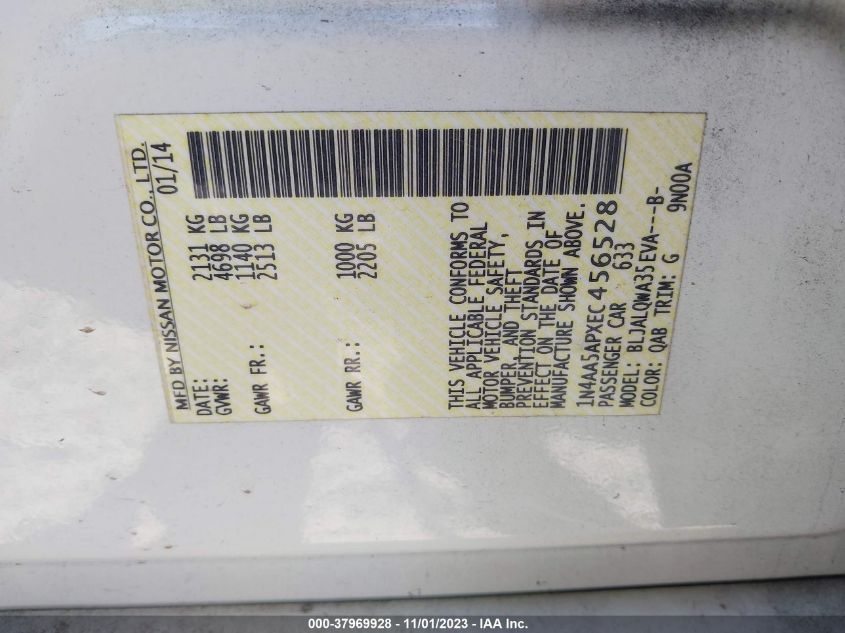 MFD BY NISSAN MOTOR CO., LTD.
DATE: 01/14
GVWR: 2131 KG
4698 LB
GAWR FR.: 1140 KG
2513 LB
GAWR RR.: 1000 KG
2205 LB
THIS VEHICLE CONFORMS TO
ALL APPLICABLE FEDERAL
MOTOR VEHICLE SAFETY,
BUMPER, AND THEFT
PREVENTION STANDARDS IN
EFFECT ON THE DATE OF
MANUFACTURE SHOWN ABOVE.
1N4AA5APXEC456528
PASSENGER CAR 633
MODEL: BLJALQWA35EVA---B-
COLOR: QAB TRIM: G 9N00A
000-37969928 - 11/01/2023 - IAA Inc.